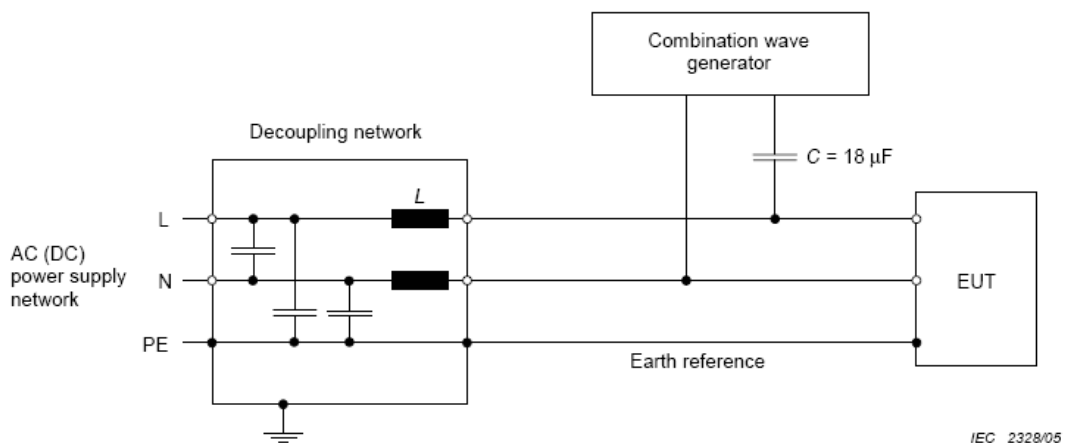 Combination wave
generator
Decoupling network
C = 18 μF
L
L
AC (DC)
power supply
network
N
EUT
PE
Earth reference
IEC 2328/05